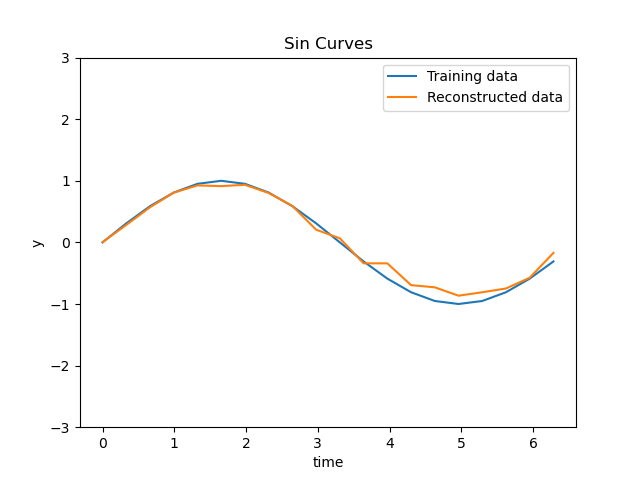 Sin Curves
Training data
Reconstructed data
3
2
1
0
−1
−2
−3
y
0 1 2 3 4 5 6
time